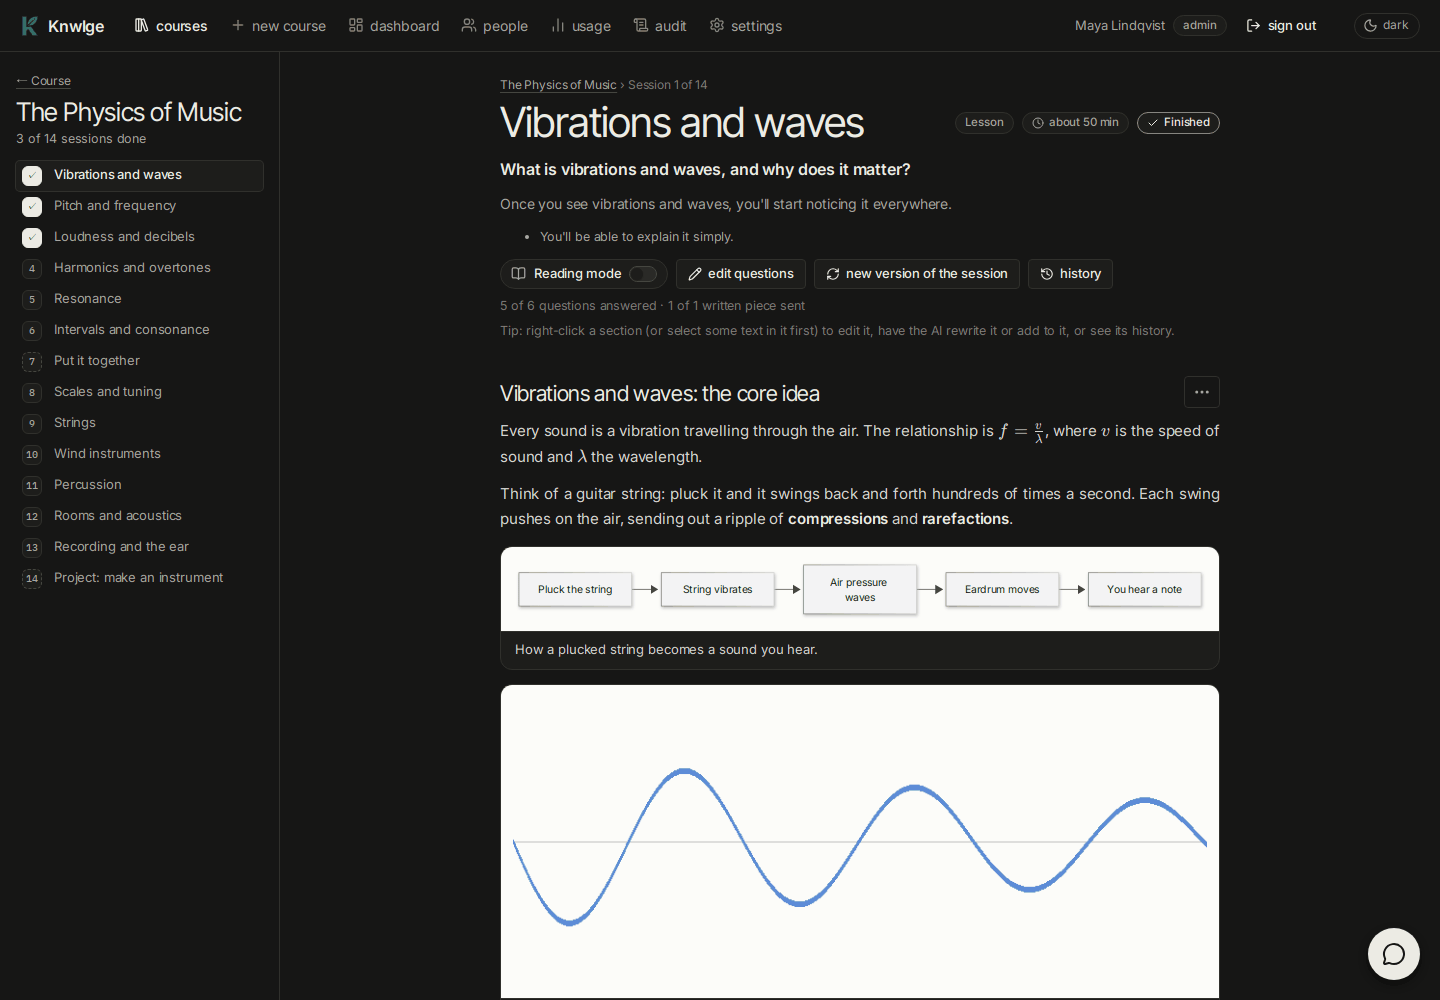 Knwlge
courses
new course
dashboard
people
usage
audit
settings
Maya Lindqvist
admin
sign out
dark
← Course
The Physics of Music
3 of 14 sessions done
✓ Vibrations and waves
✓ Pitch and frequency
✓ Loudness and decibels
4 Harmonics and overtones
5 Resonance
6 Intervals and consonance
7 Put it together
8 Scales and tuning
9 Strings
10 Wind instruments
11 Percussion
12 Rooms and acoustics
13 Recording and the ear
14 Project: make an instrument
The Physics of Music › Session 1 of 14
Vibrations and waves
Lesson
about 50 min
✓ Finished
What is vibrations and waves, and why does it matter?
Once you see vibrations and waves, you'll start noticing it everywhere.
• You'll be able to explain it simply.
Reading mode
edit questions
new version of the session
history
5 of 6 questions answered · 1 of 1 written piece sent
Tip: right-click a section (or select some text in it first) to edit it, have the AI rewrite it or add to it, or see its history.
Vibrations and waves: the core idea
Every sound is a vibration travelling through the air. The relationship is f = v/λ, where v is the speed of
sound and λ the wavelength.
Think of a guitar string: pluck it and it swings back and forth hundreds of times a second. Each swing
pushes on the air, sending out a ripple of compressions and rarefactions.
Pluck the string
String vibrates
Air pressure
waves
Eardrum moves
You hear a note
How a plucked string becomes a sound you hear.